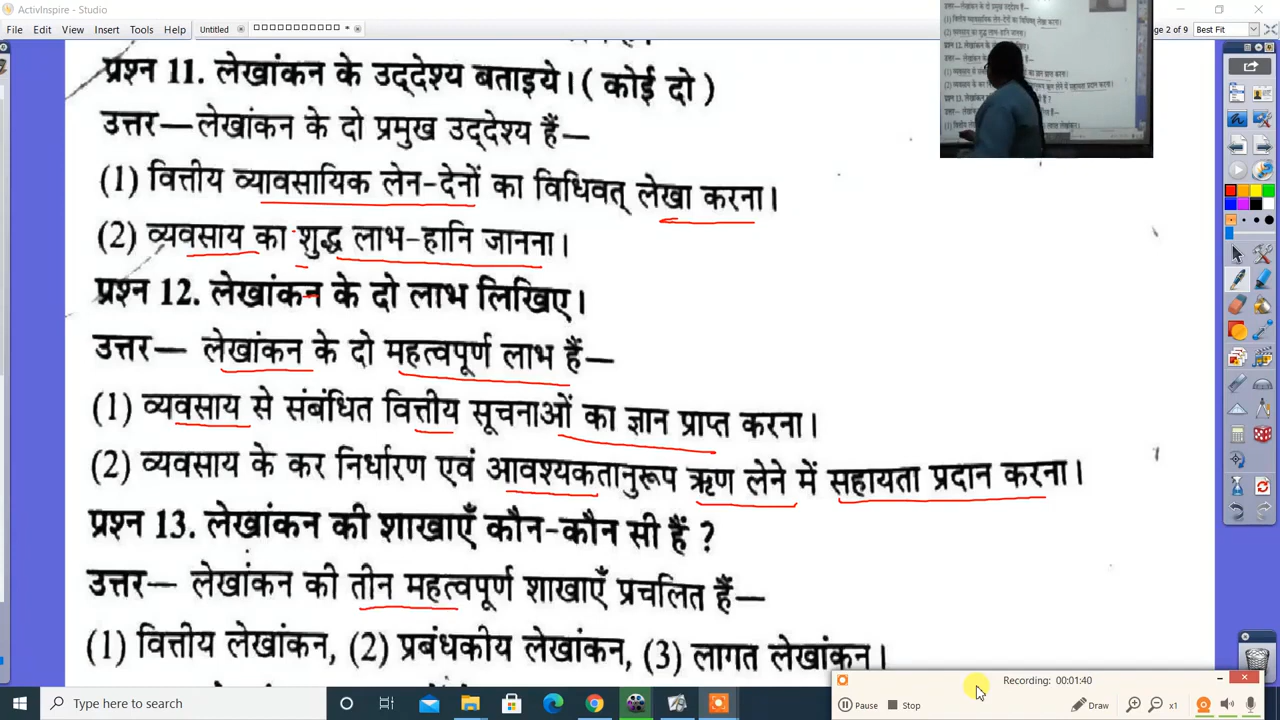 ActivInspire - Studio
File Edit View Insert Tools Help Untitled 2 of 9 Best Fit
प्रश्न 11. लेखांकन के उद्देश्य बताइये। ( कोई दो )
उत्तर—लेखांकन के दो प्रमुख उद्देश्य हैं—
(1) वित्तीय व्यावसायिक लेन-देनों का विधिवत् लेखा करना।
(2) व्यवसाय का शुद्ध लाभ-हानि जानना।
प्रश्न 12. लेखांकन के दो लाभ लिखिए।
उत्तर— लेखांकन के दो महत्वपूर्ण लाभ हैं—
(1) व्यवसाय से संबंधित वित्तीय सूचनाओं का ज्ञान प्राप्त करना।
(2) व्यवसाय के कर निर्धारण एवं आवश्यकतानुरूप ऋण लेने में सहायता प्रदान करना।
प्रश्न 13. लेखांकन की शाखाएँ कौन-कौन सी हैं ?
उत्तर— लेखांकन की तीन महत्वपूर्ण शाखाएँ प्रचलित हैं—
(1) वित्तीय लेखांकन, (2) प्रबंधकीय लेखांकन, (3) लागत लेखांकन।
Recording: 00:01:40
Pause Stop Draw x1
Type here to search